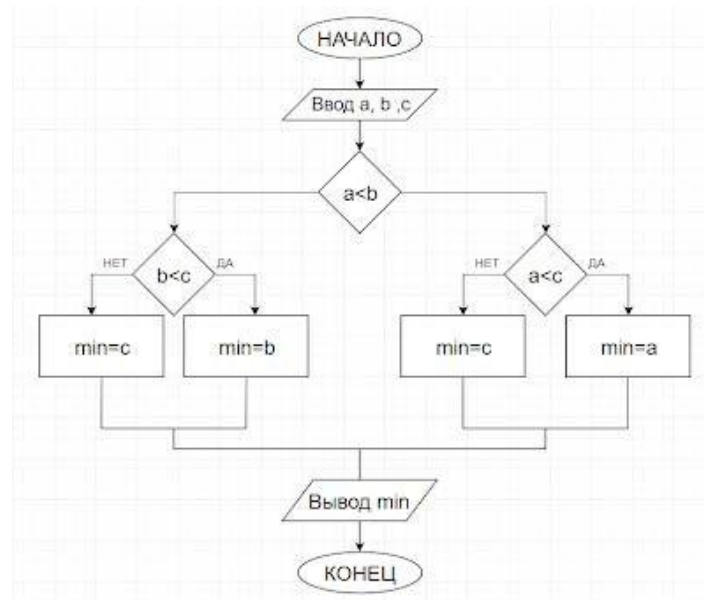 НАЧАЛО
Ввод a, b ,c
a<b
НЕТ
b<c
ДА
НЕТ
a<c
ДА
min=c
min=b
min=c
min=a
Вывод min
КОНЕЦ